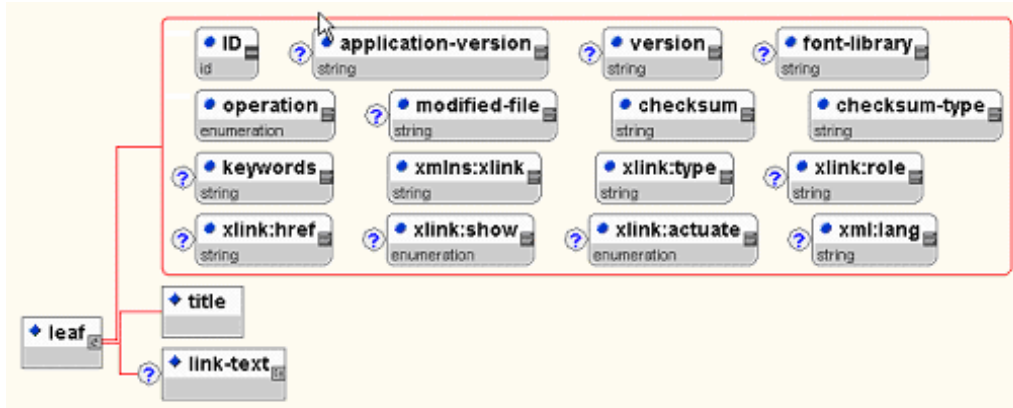 ID ? application-version ? version ? font-library
id string string string
operation ? modified-file checksum checksum-type
enumeration string string string
? keywords xmlns:xlink xlink:type ? xlink:role
string string string string
? xlink:href ? xlink:show ? xlink:actuate ? xml:lang
string enumeration enumeration string
title
leaf
? link-text